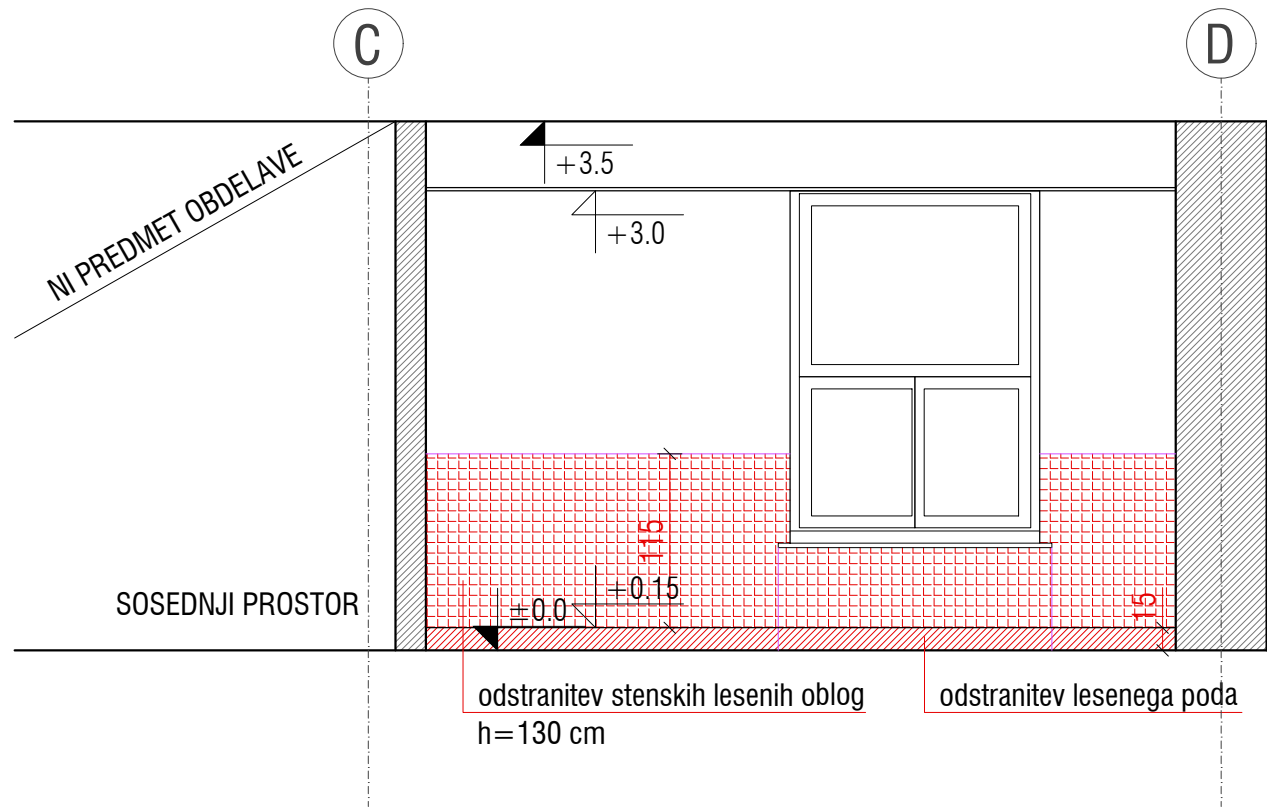 C
D
+3.5
+3.0
NI PREDMET OBDELAVE
115
+0.15
±0.0
15
SOSEDNJI PROSTOR
odstranitev stenskih lesenih oblog
h=130 cm
odstranitev lesenega poda